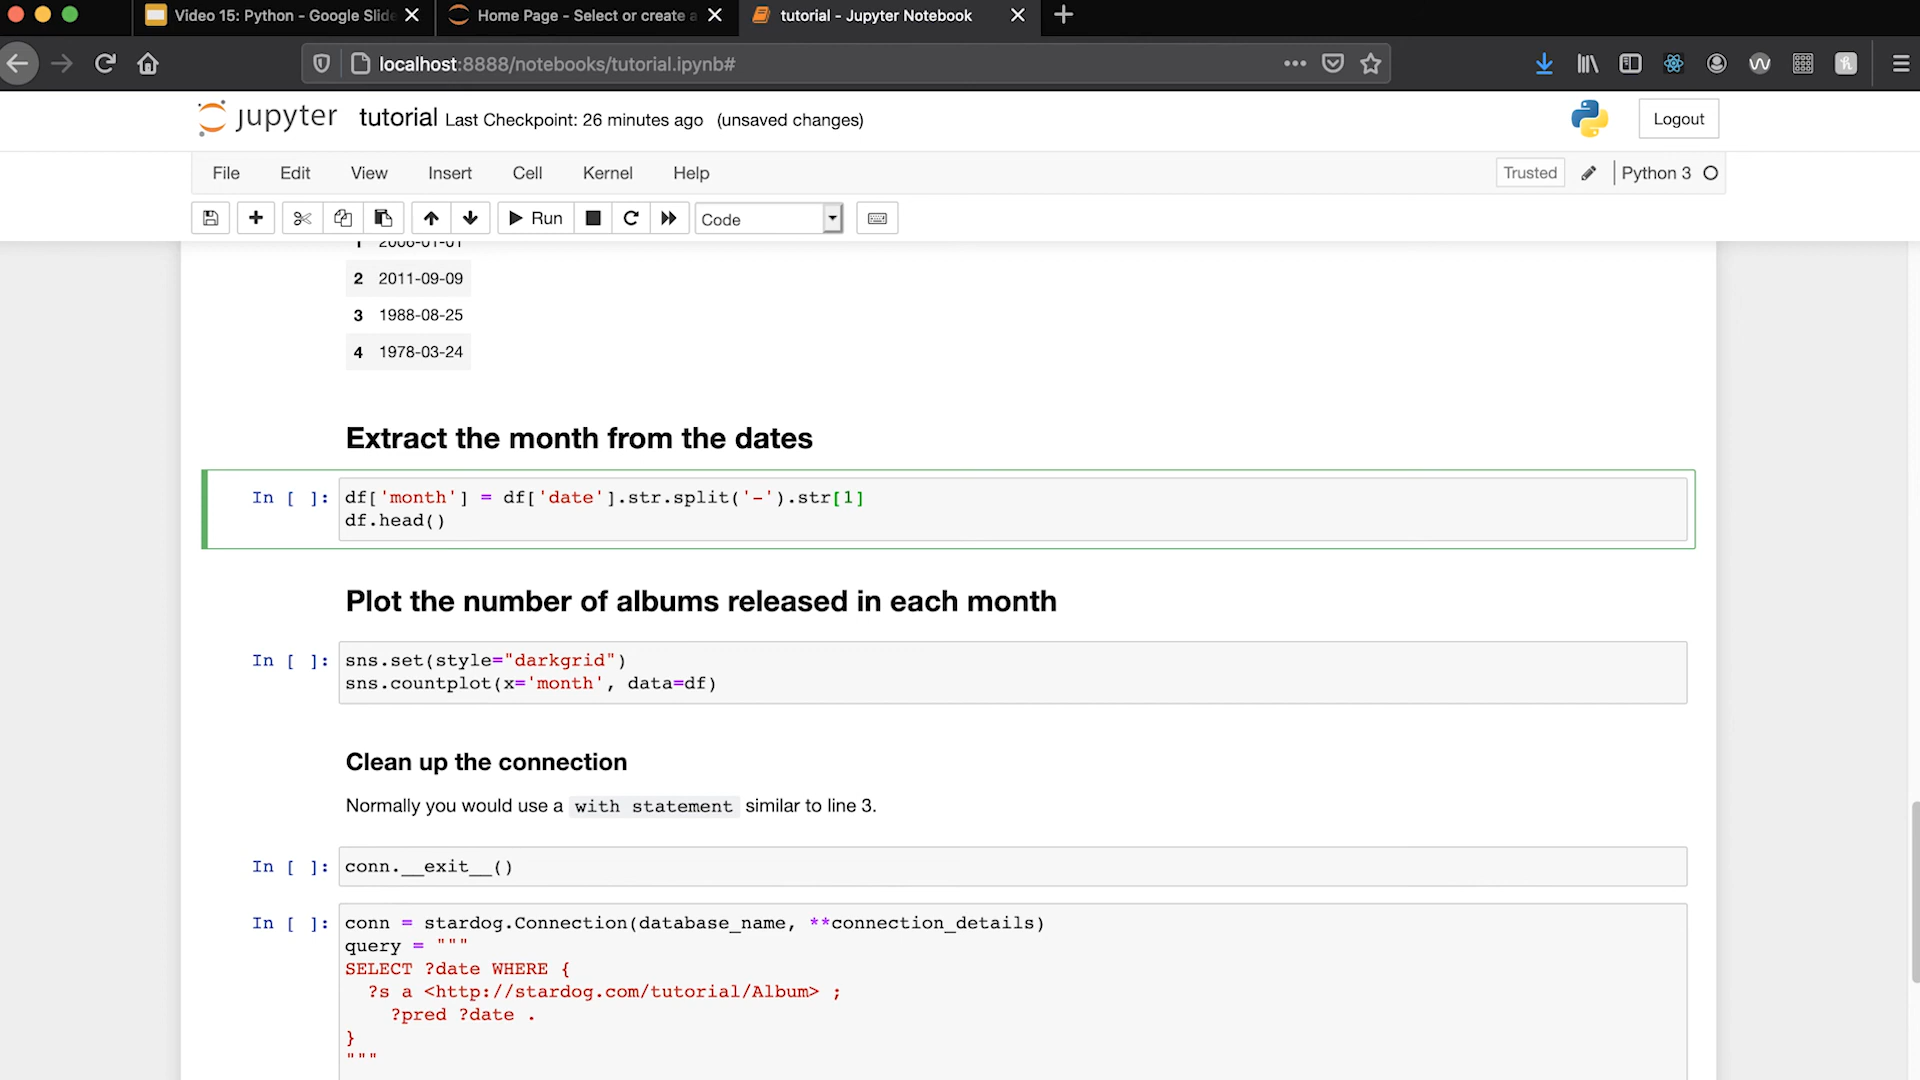 Video 15: Python - Google Slide
Home Page - Select or create a
tutorial - Jupyter Notebook
localhost:8888/notebooks/tutorial.ipynb#
jupyter tutorial Last Checkpoint: 26 minutes ago (unsaved changes)
Logout
File Edit View Insert Cell Kernel Help
Trusted
Python 3
Run
Code
1 2006-01-01
2 2011-09-09
3 1988-08-25
4 1978-03-24
Extract the month from the dates
In [ ]: df['month'] = df['date'].str.split('-').str[1]
df.head()
Plot the number of albums released in each month
In [ ]: sns.set(style="darkgrid")
sns.countplot(x='month', data=df)
Clean up the connection
Normally you would use a with statement similar to line 3.
In [ ]: conn.__exit__()
In [ ]: conn = stardog.Connection(database_name, **connection_details)
query = """
SELECT ?date WHERE {
?s a <http://stardog.com/tutorial/Album> ;
?pred ?date .
}
"""